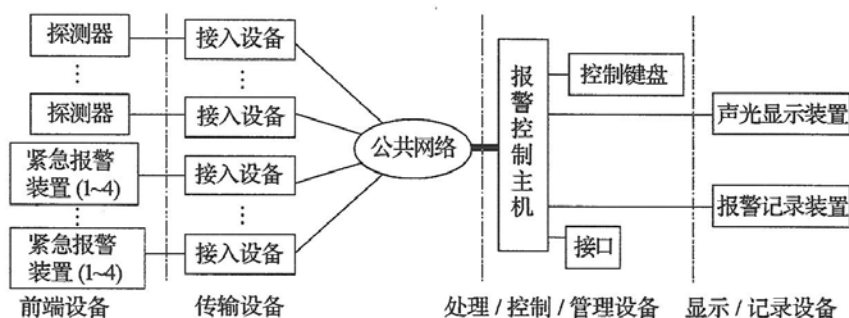 探测器
接入设备
探测器
接入设备
紧急报警
装置(1~4)
接入设备
紧急报警
装置(1~4)
接入设备
公共网络
报警控制主机
控制键盘
接口
声光显示装置
报警记录装置
前端设备
传输设备
处理/控制/管理设备
显示/记录设备